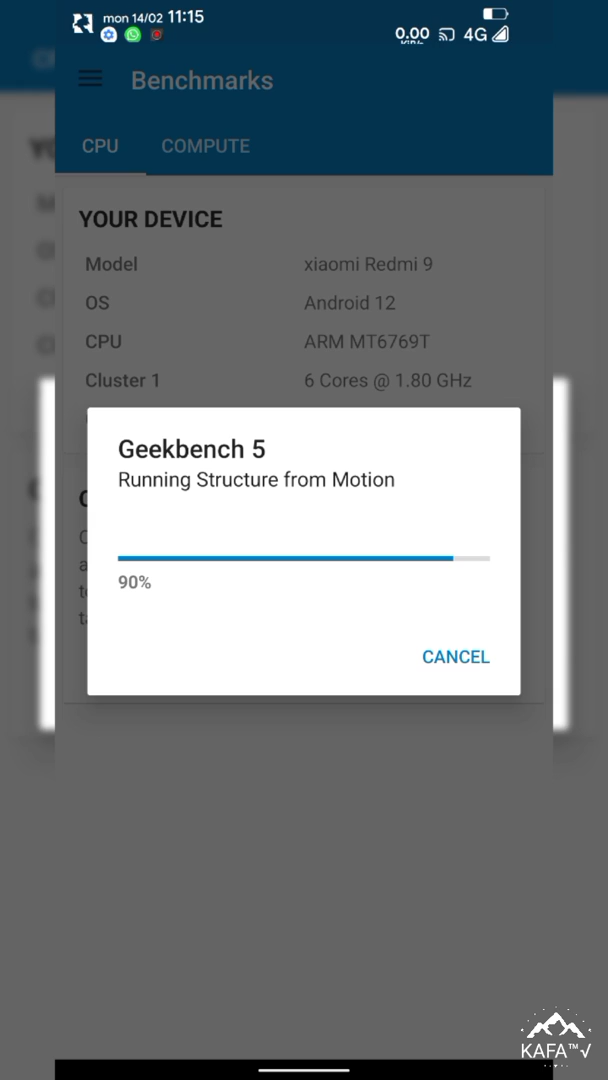 mon 14/02 11:15
0.00
KiB/s
4G
Benchmarks
CPU COMPUTE
YOUR DEVICE
Model xiaomi Redmi 9
OS Android 12
CPU ARM MT6769T
Cluster 1 6 Cores @ 1.80 GHz
Geekbench 5
Running Structure from Motion
90%
CANCEL
KAFA™√